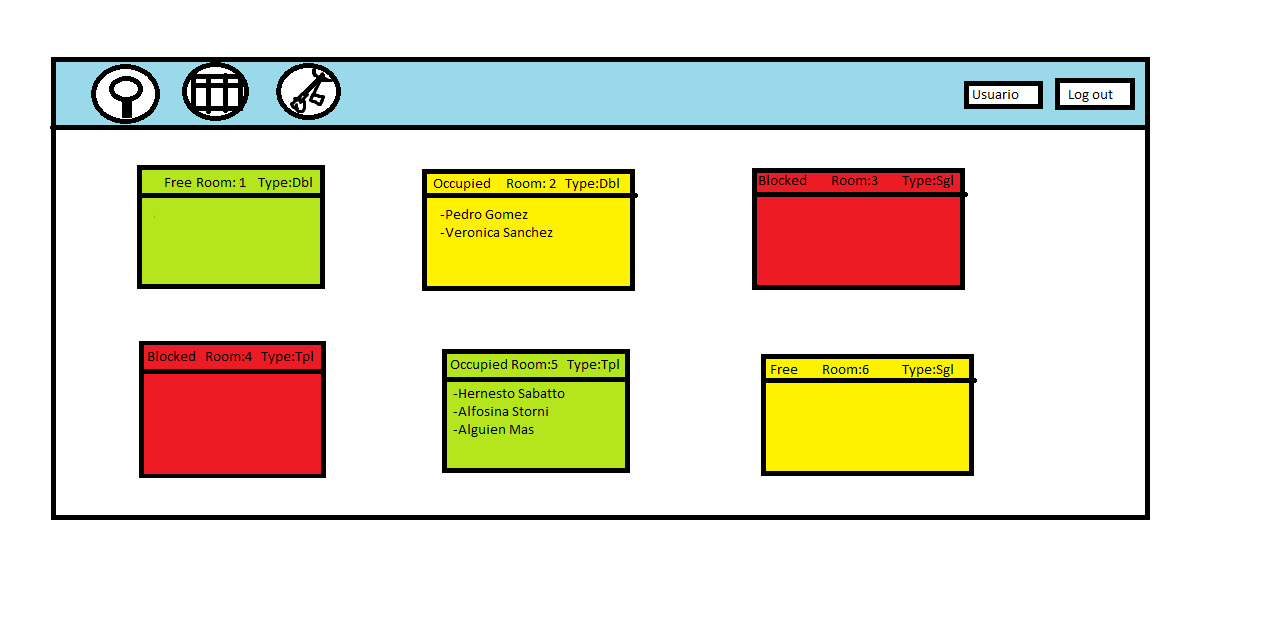 Usuario
Log out
Free Room: 1 Type:Dbl
Occupied Room: 2 Type:Dbl
-Pedro Gomez
-Veronica Sanchez
Blocked Room:3 Type:Sgl
Blocked Room:4 Type:Tpl
Occupied Room:5 Type:Tpl
-Hernesto Sabatto
-Alfosina Storni
-Alguien Mas
Free Room:6 Type:Sgl